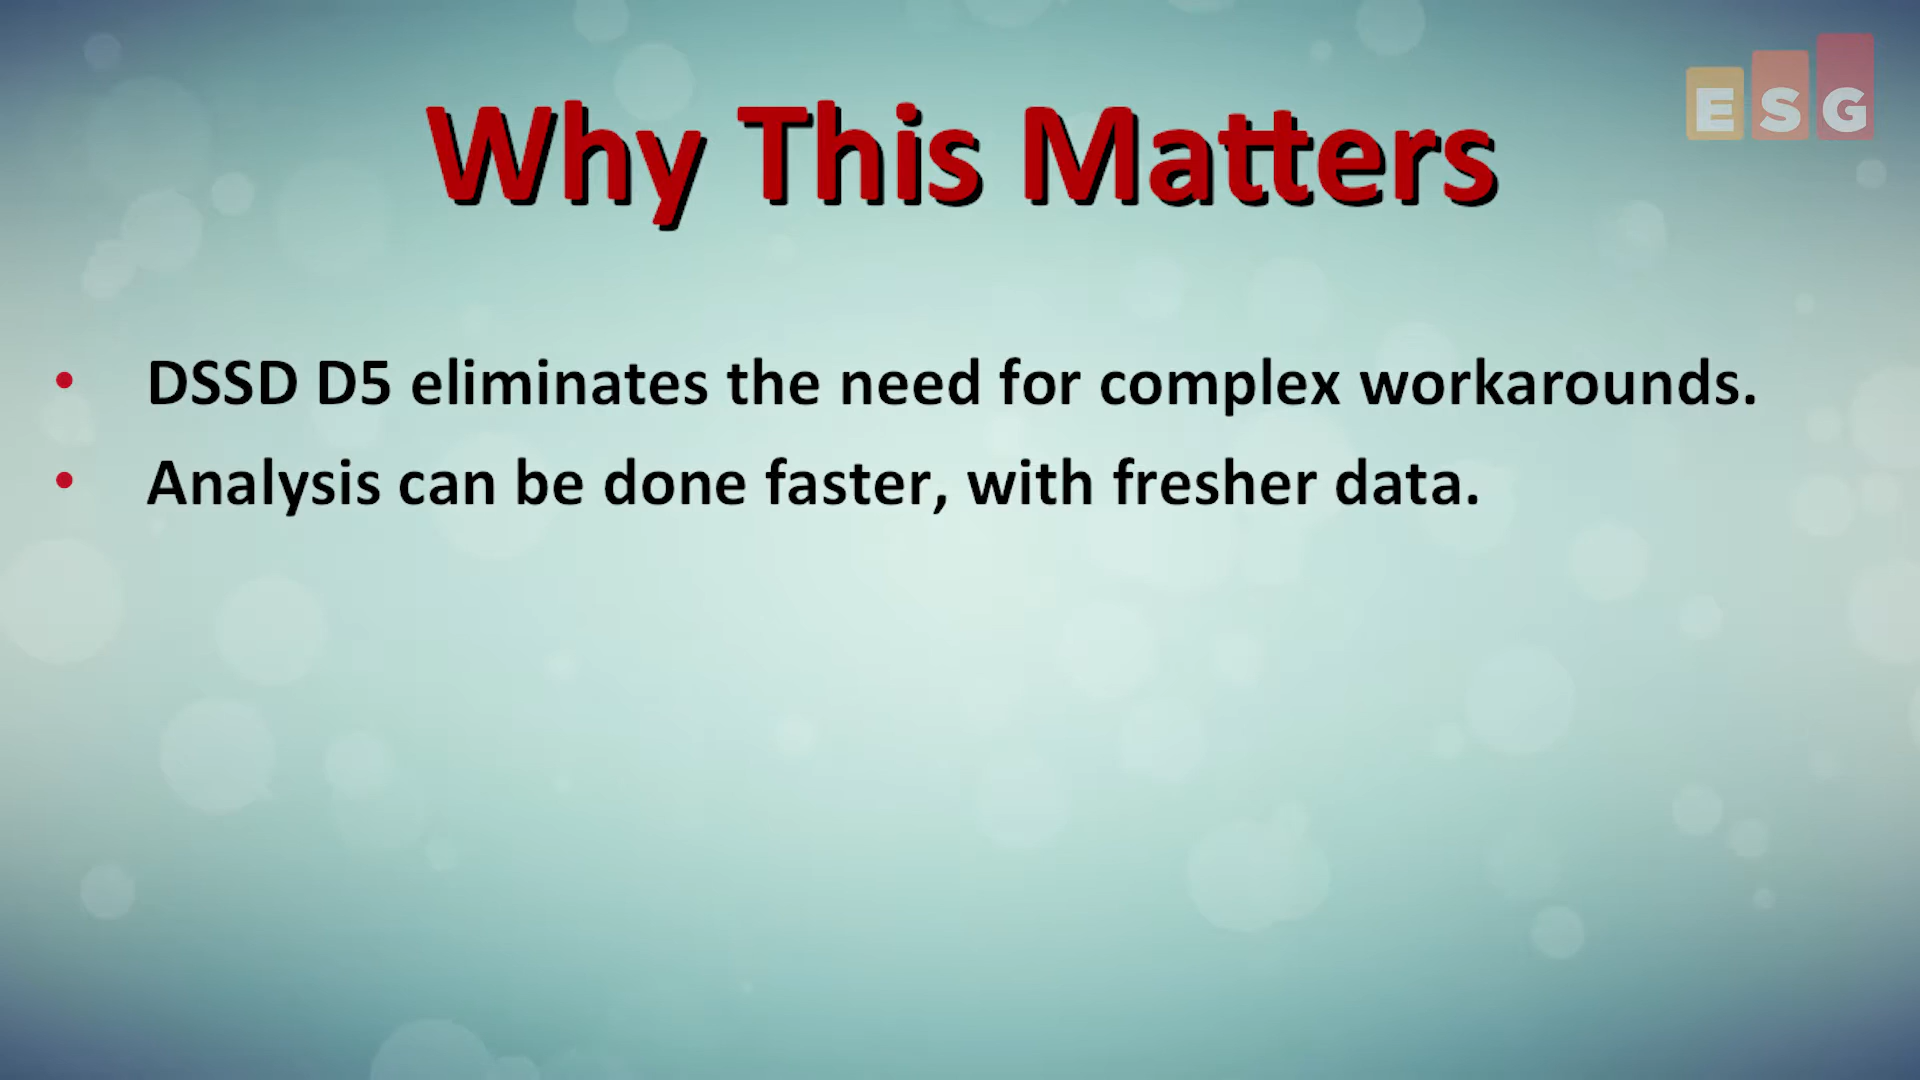 ESG
Why This Matters
• DSSD D5 eliminates the need for complex workarounds.
• Analysis can be done faster, with fresher data.